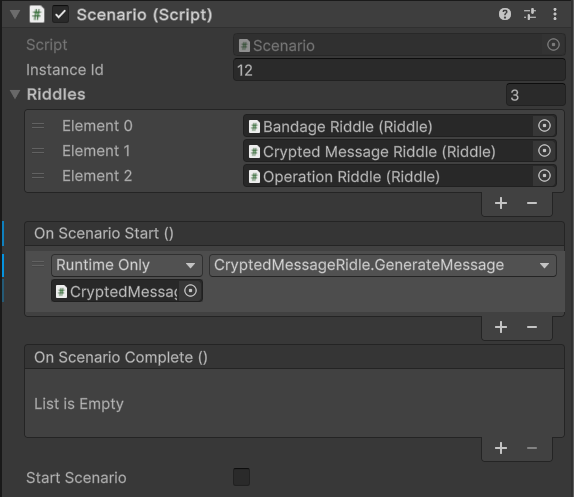 Scenario (Script)
Script Scenario
Instance Id 12
Riddles 3
Element 0 Bandage Riddle (Riddle)
Element 1 Crypted Message Riddle (Riddle)
Element 2 Operation Riddle (Riddle)
On Scenario Start ()
Runtime Only CryptedMessageRidle.GenerateMessage
CryptedMessag
On Scenario Complete ()
List is Empty
Start Scenario